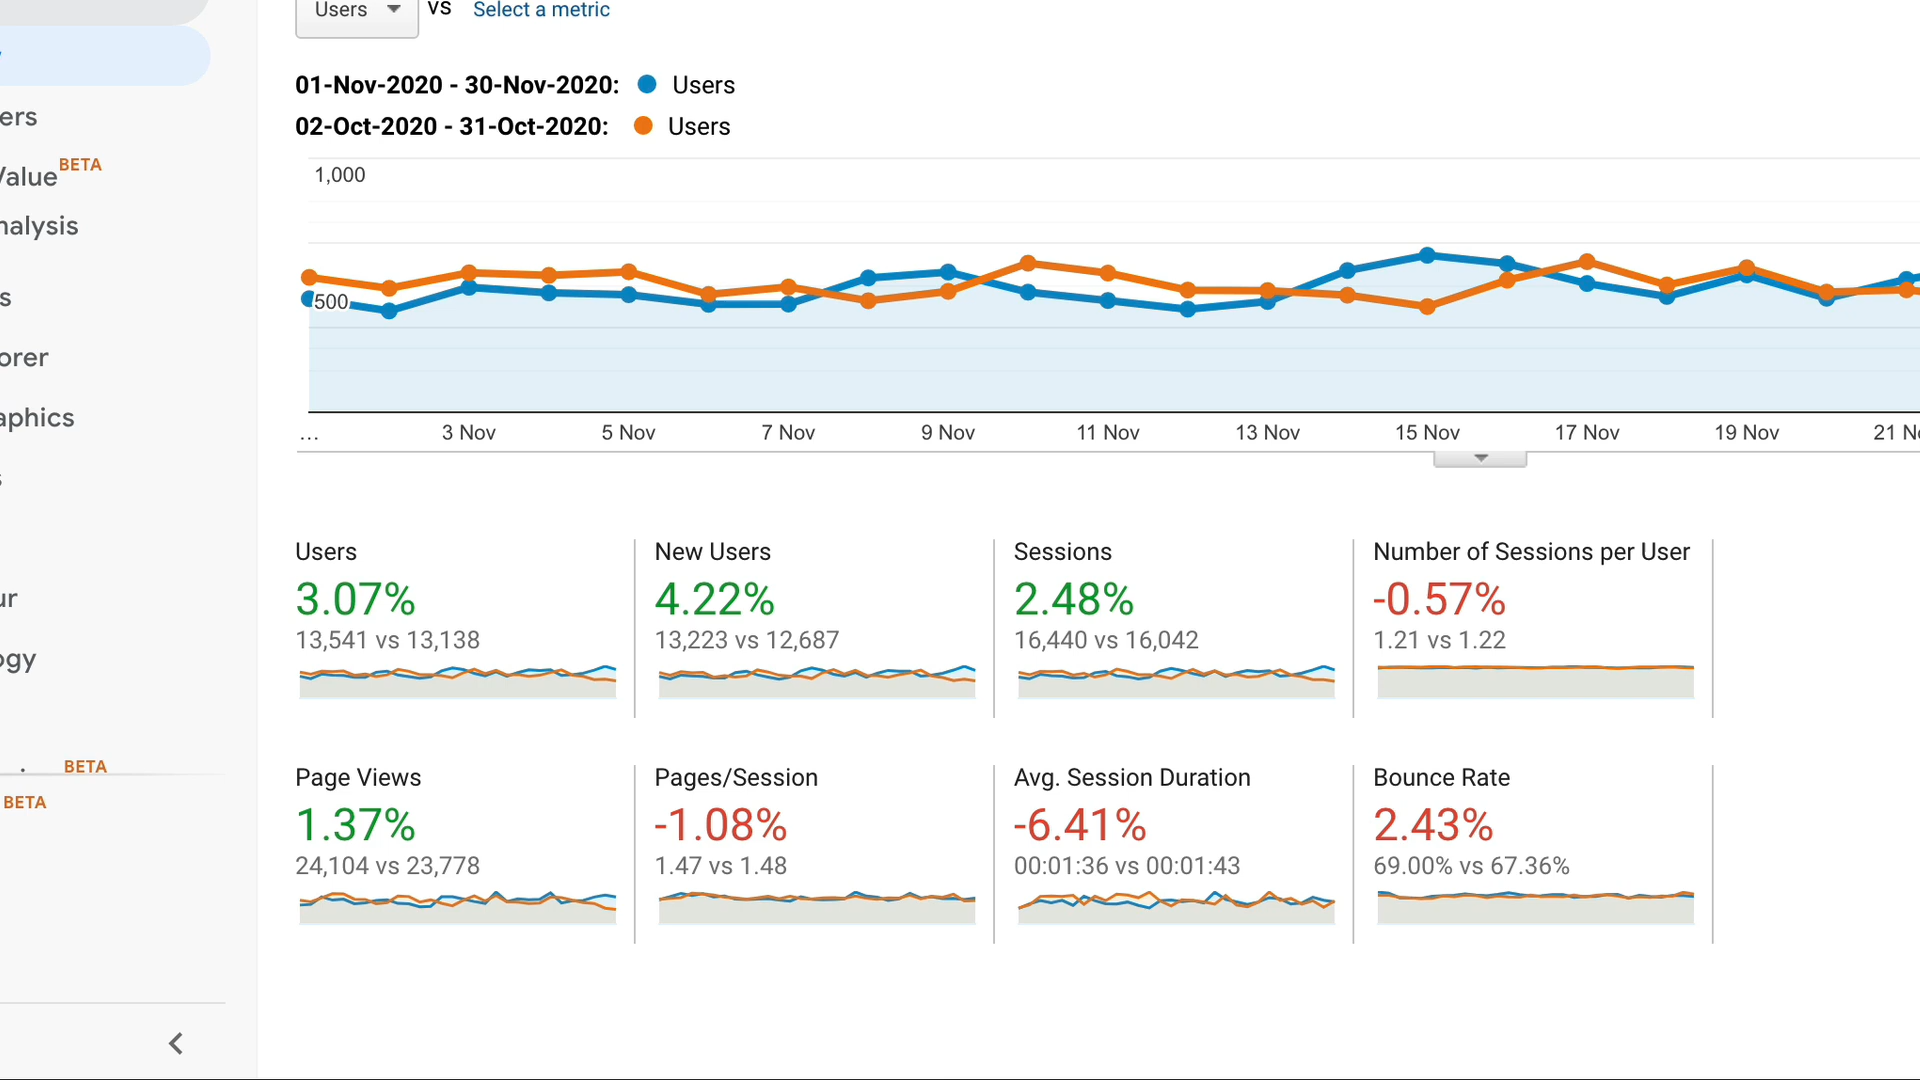 Users vs Select a metric
01-Nov-2020 - 30-Nov-2020: Users
02-Oct-2020 - 31-Oct-2020: Users
ers
Value BETA
nalysis
s
orer
aphics
s
ur
ogy
BETA
BETA
1,000
500
... 3 Nov 5 Nov 7 Nov 9 Nov 11 Nov 13 Nov 15 Nov 17 Nov 19 Nov 21 No
Users
3.07%
13,541 vs 13,138
New Users
4.22%
13,223 vs 12,687
Sessions
2.48%
16,440 vs 16,042
Number of Sessions per User
-0.57%
1.21 vs 1.22
Page Views
1.37%
24,104 vs 23,778
Pages/Session
-1.08%
1.47 vs 1.48
Avg. Session Duration
-6.41%
00:01:36 vs 00:01:43
Bounce Rate
2.43%
69.00% vs 67.36%